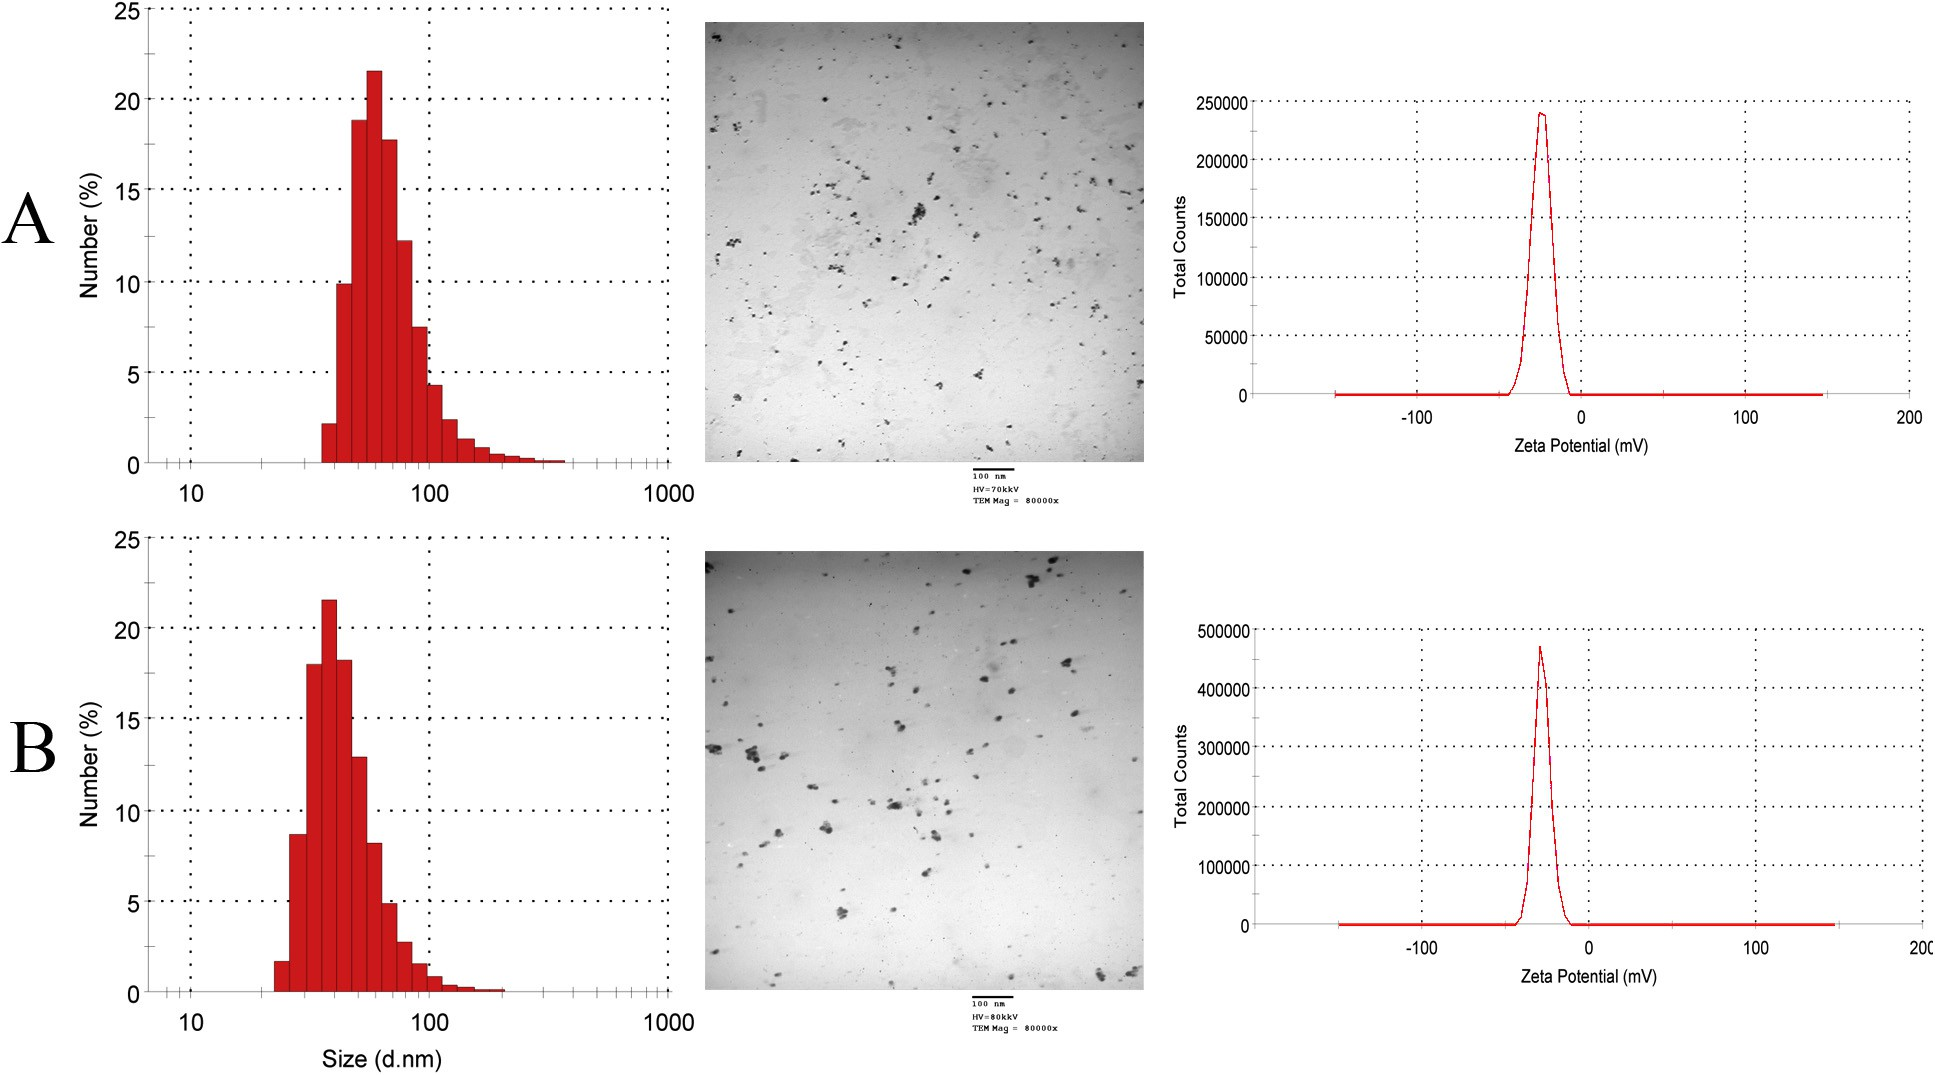 A
Number (%)
25
20
15
10
5
0
10 100 1000
100 nm
HV=70kkV
TEM Mag = 80000x
Total Counts
250000
200000
150000
100000
50000
0
-100 0 100 200
Zeta Potential (mV)
B
Number (%)
25
20
15
10
5
0
10 100 1000
Size (d.nm)
100 nm
HV=80kkV
TEM Mag = 80000x
Total Counts
500000
400000
300000
200000
100000
0
-100 0 100 200
Zeta Potential (mV)